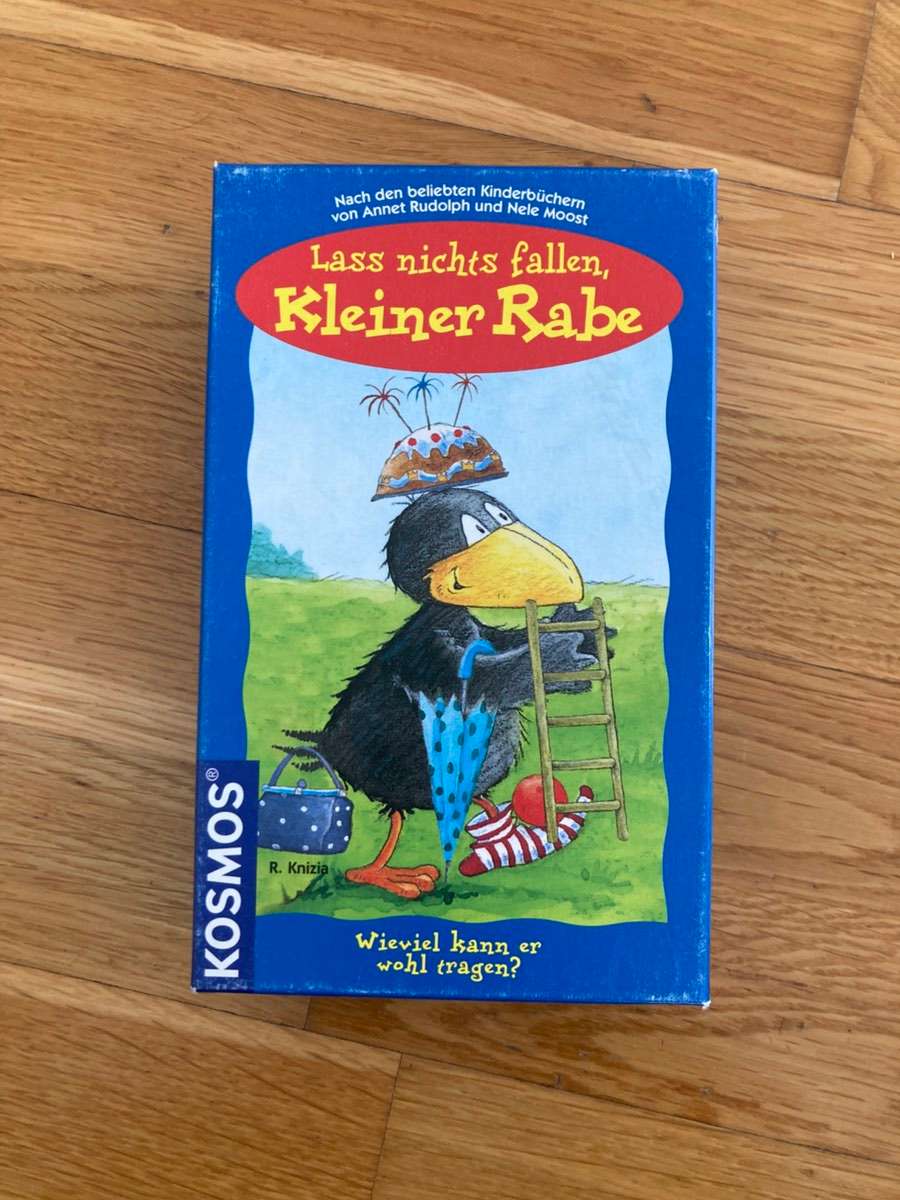 Nach den beliebten Kinderbüchern
von Annet Rudolph und Nele Moost
Lass nichts fallen,
Kleiner Rabe
KOSMOS®
R. Knizia
Wieviel kann er
wohl tragen?